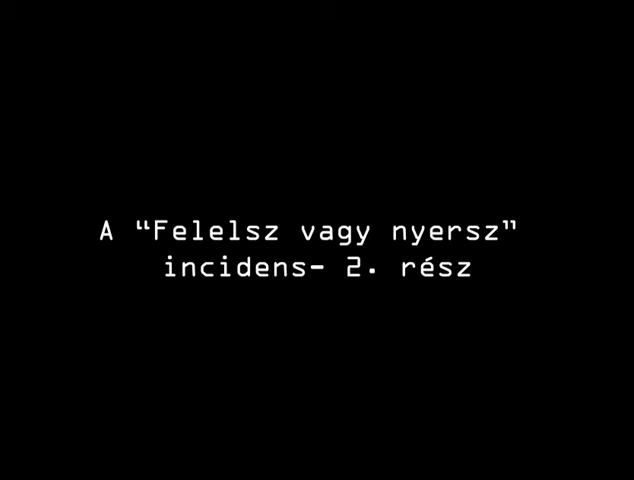 A “Felelsz vagy nyersz”
incidens- 2. rész